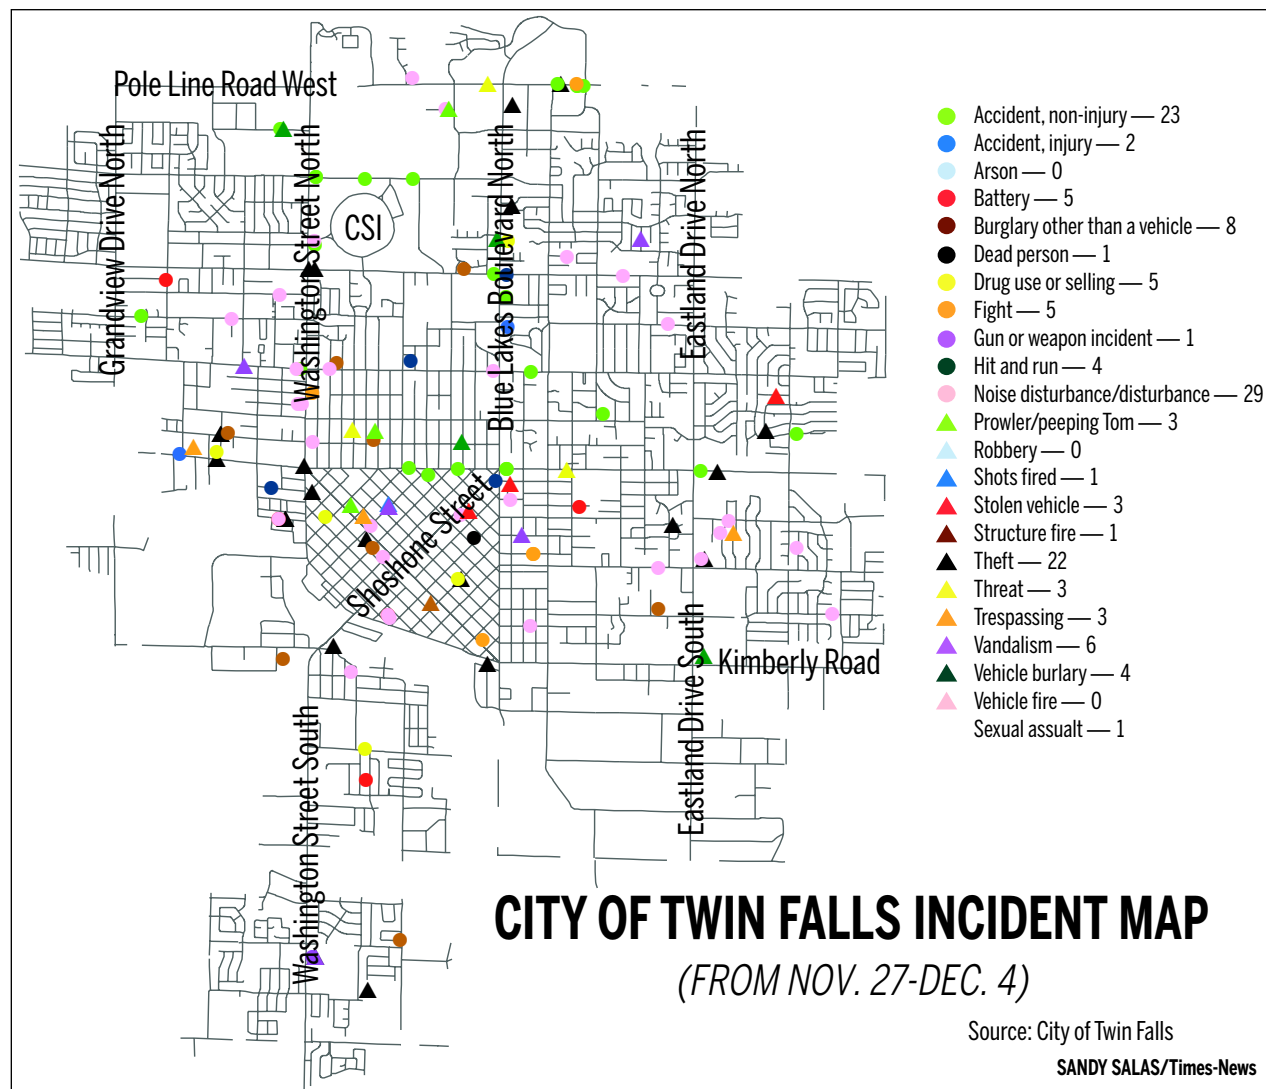 Pole Line Road West
Grandview Drive North
Washington Street North
CSI
Blue Lakes Boulevard North
Eastland Drive North
Shoshone Street
Eastland Drive South
Kimberly Road
Washington Street South
Accident, non-injury — 23
Accident, injury — 2
Arson — 0
Battery — 5
Burglary other than a vehicle — 8
Dead person — 1
Drug use or selling — 5
Fight — 5
Gun or weapon incident — 1
Hit and run — 4
Noise disturbance/disturbance — 29
Prowler/peeping Tom — 3
Robbery — 0
Shots fired — 1
Stolen vehicle — 3
Structure fire — 1
Theft — 22
Threat — 3
Trespassing — 3
Vandalism — 6
Vehicle burlary — 4
Vehicle fire — 0
Sexual assualt — 1
CITY OF TWIN FALLS INCIDENT MAP
(FROM NOV. 27-DEC. 4)
Source: City of Twin Falls
SANDY SALAS/Times-News